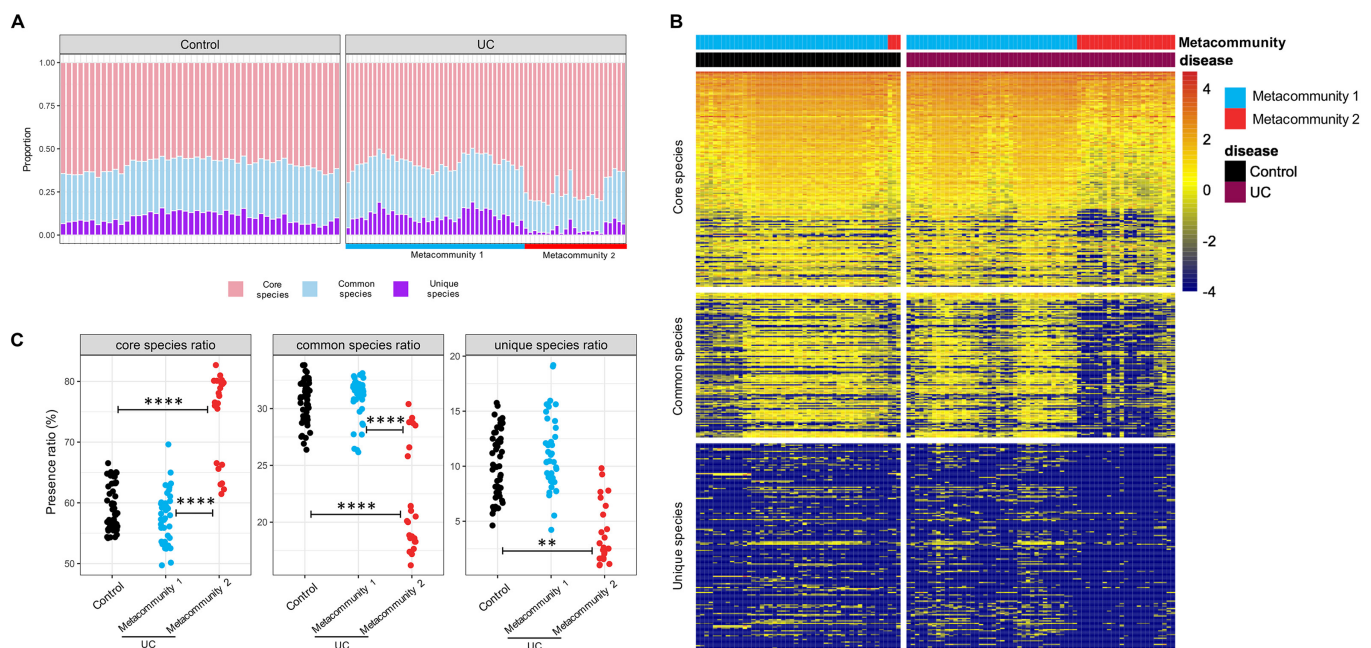 A
Control
UC
1.00
0.75
0.50
0.25
0.00
Proportion
Metacommunity 1
Metacommunity 2
Core
species
Common
species
Unique
species
B
Metacommunity
disease
Core species
Common species
Unique species
4
2
0
-2
-4
Metacommunity 1
Metacommunity 2
disease
Control
UC
C
core species ratio
common species ratio
unique species ratio
Presence ratio (%)
80
70
60
50
****
****
30
25
20
****
****
20
15
10
5
**
Control
Metacommunity 1
Metacommunity 2
UC
Control
Metacommunity 1
Metacommunity 2
UC
Control
Metacommunity 1
Metacommunity 2
UC